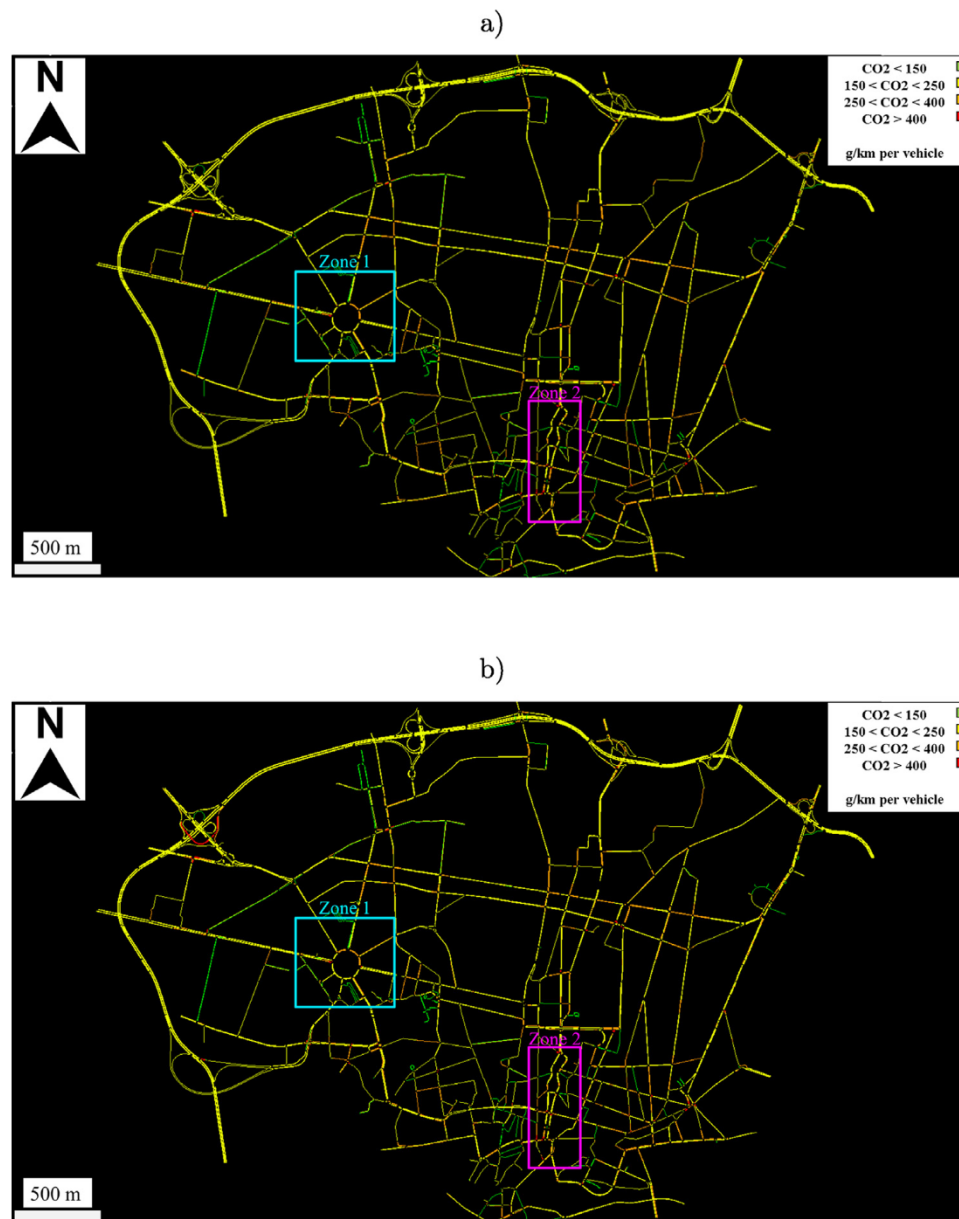 a)
N
CO2 < 150
150 < CO2 < 250
250 < CO2 < 400
CO2 > 400
g/km per vehicle
Zone 1
Zone 2
500 m
b)
N
CO2 < 150
150 < CO2 < 250
250 < CO2 < 400
CO2 > 400
g/km per vehicle
Zone 1
Zone 2
500 m